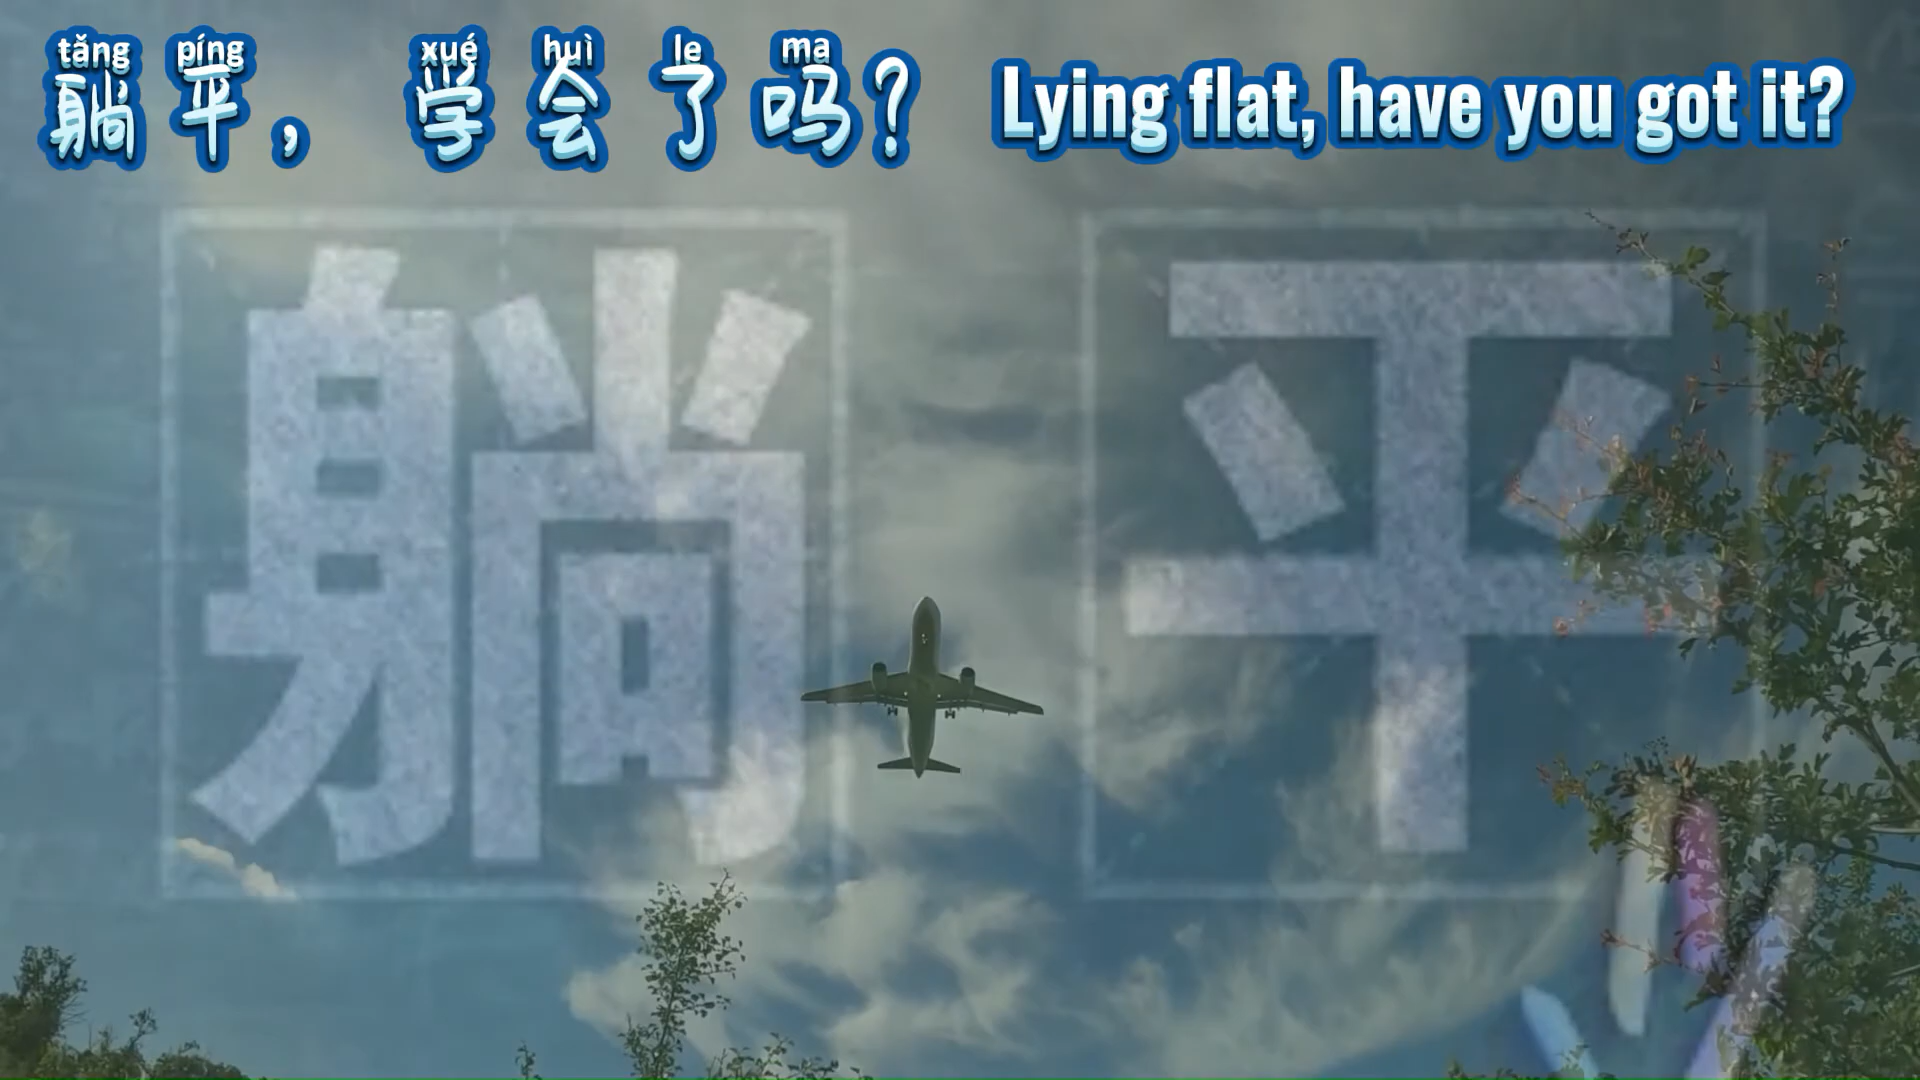 tǎng píng xué huì le ma
躺平，学会了吗？ Lying flat, have you got it?
躺平